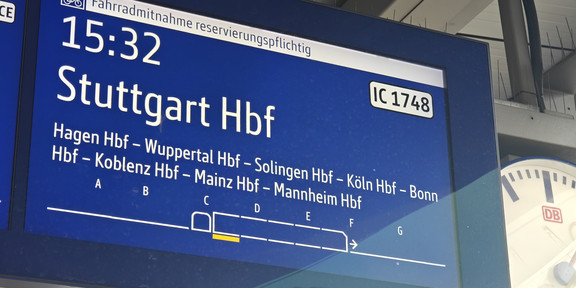 CE
Fahrradmitnahme reservierungspflichtig
15:32
IC 1748
Stuttgart Hbf
Hagen Hbf – Wuppertal Hbf – Solingen Hbf – Köln Hbf – Bonn
Hbf – Koblenz Hbf – Mainz Hbf – Mannheim Hbf
A B C D E F G
DB